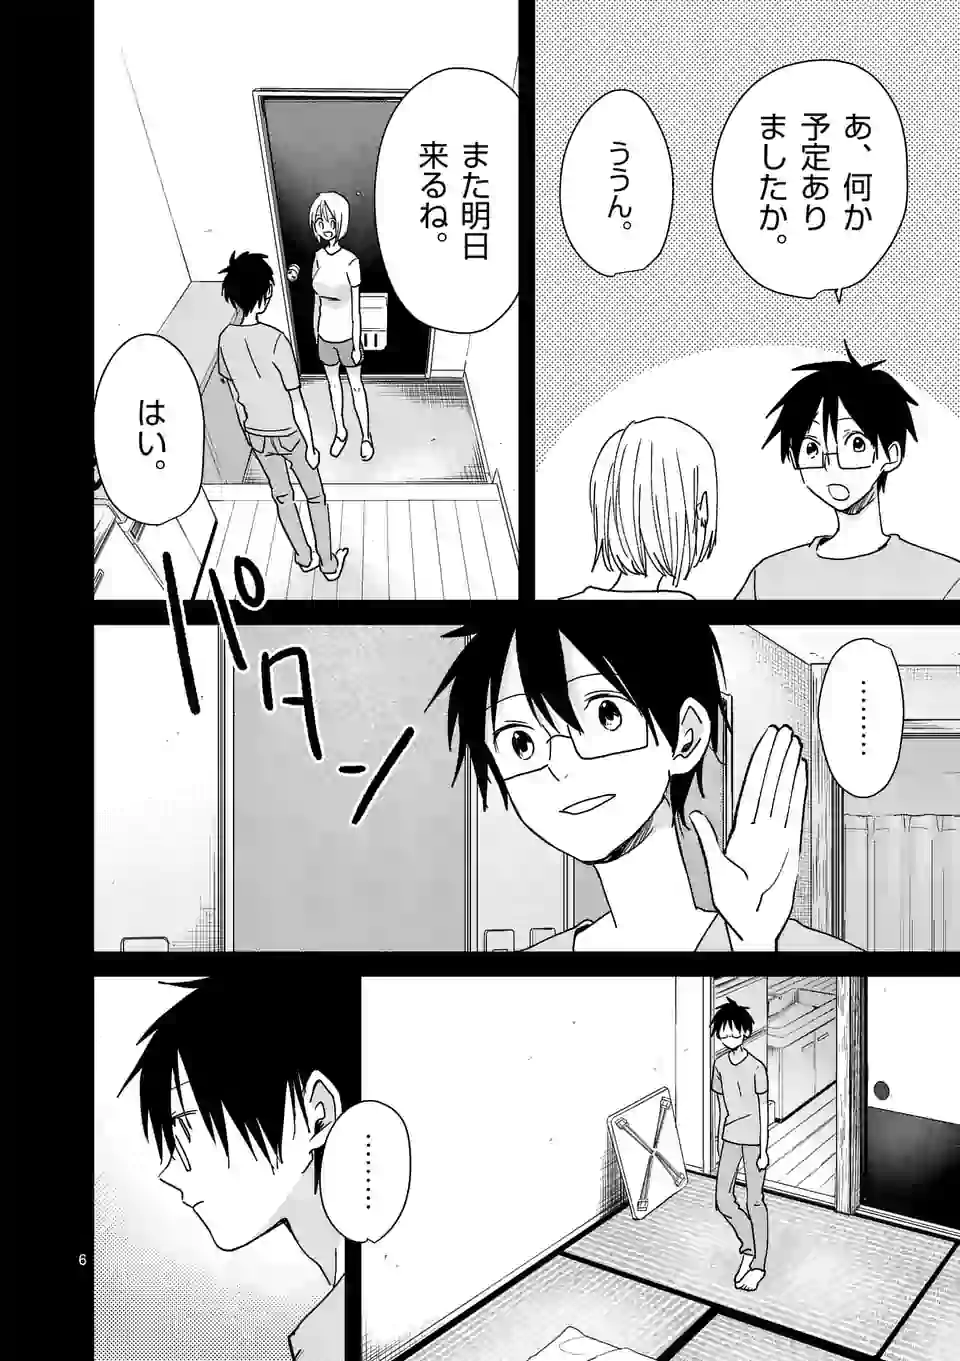 あ、何か
予定あり
ましたか。
ううん。
また明日
来るね。
はい。
パタン
………
………
6